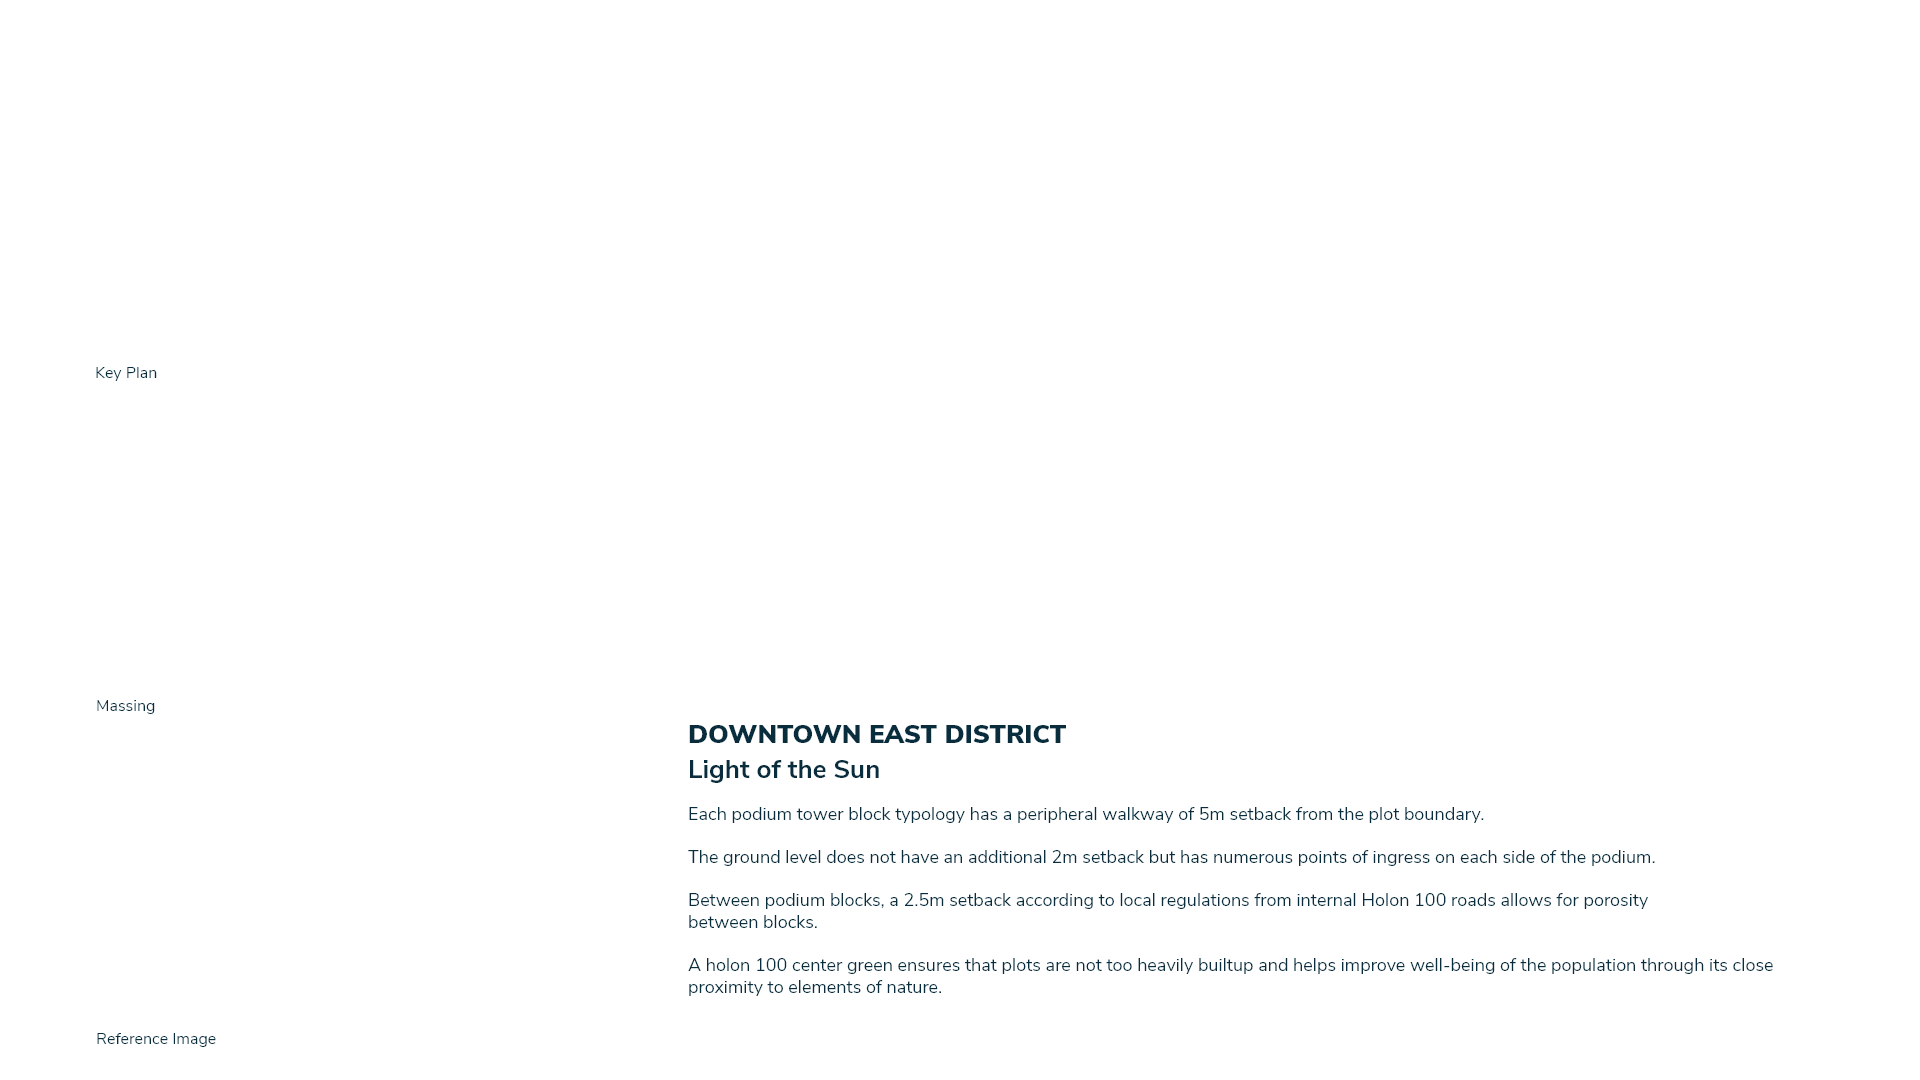 Key Plan
Massing
DOWNTOWN EAST DISTRICT
Light of the Sun
Each podium tower block typology has a peripheral walkway of 5m setback from the plot boundary.
The ground level does not have an additional 2m setback but has numerous points of ingress on each side of the podium.
Between podium blocks, a 2.5m setback according to local regulations from internal Holon 100 roads allows for porosity
between blocks.
A holon 100 center green ensures that plots are not too heavily builtup and helps improve well-being of the population through its close
proximity to elements of nature.
Reference Image